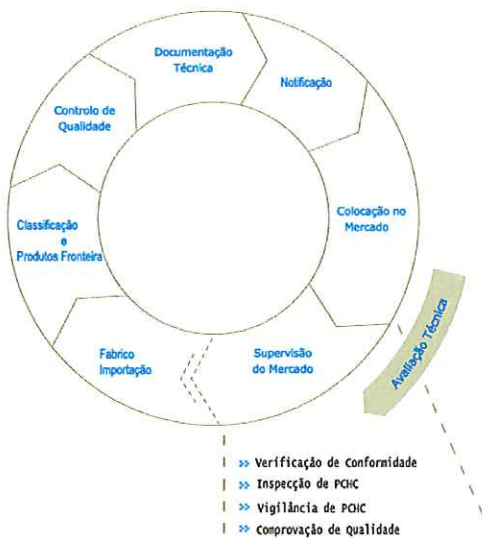 Documentação
Técnica
Notificação
Controlo de
Qualidade
Colocação no
Mercado
Classificação
e
Produtos Fronteira
Avaliação Técnica
Fabrico
Importação
Supervisão
do Mercado
>> Verificação de Conformidade
>> Inspecção de PCHC
>> Vigilância de PCHC
>> Comprovação de Qualidade